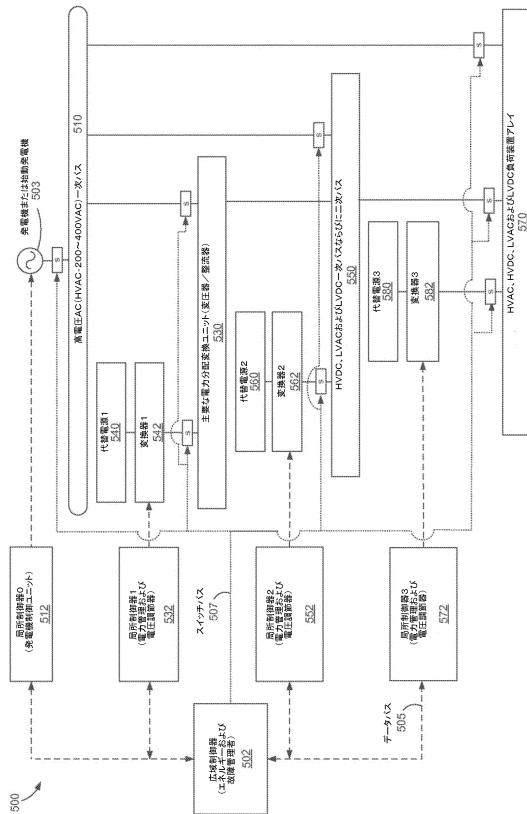 500
広域制御器
(エネルギーおよび
故障管理者)
502
局所制御器0
(発電機制御ユニット)
512
局所制御器1
(電力管理および
電圧調節器)
532
スイッチバス
507
局所制御器2
(電力管理および
電圧調節器)
552
局所制御器3
(電力管理および
電圧調節器)
572
データバス
505
発電機または始動発電機
503
S
高電圧AC(HVAC-200~400VAC)一次バス
510
代替電源1
540
変換器1
542
S
S
主要な電力分配変換ユニット(変圧器/整流器)
530
代替電源2
560
変換器2
562
S
S
HVDC、LVACおよびLVDC一次バスならびに二次バス
550
代替電源3
580
変換器3
582
S
S
S
HVAC、HVDC、LVACおよびLVDC負荷装置アレイ
570